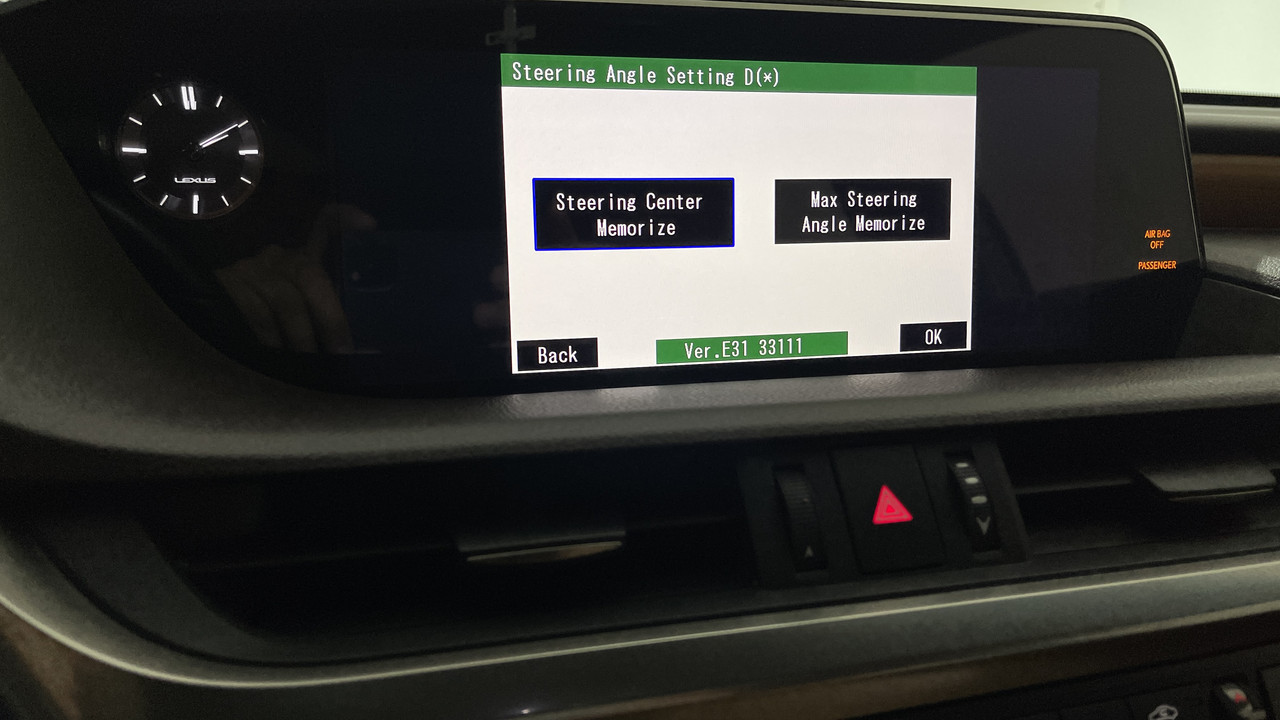 Steering Angle Setting D(*)
Steering Center
Memorize
Max Steering
Angle Memorize
Back
Ver.E31 33111
OK
LEXUS
AIR BAG
OFF
PASSENGER